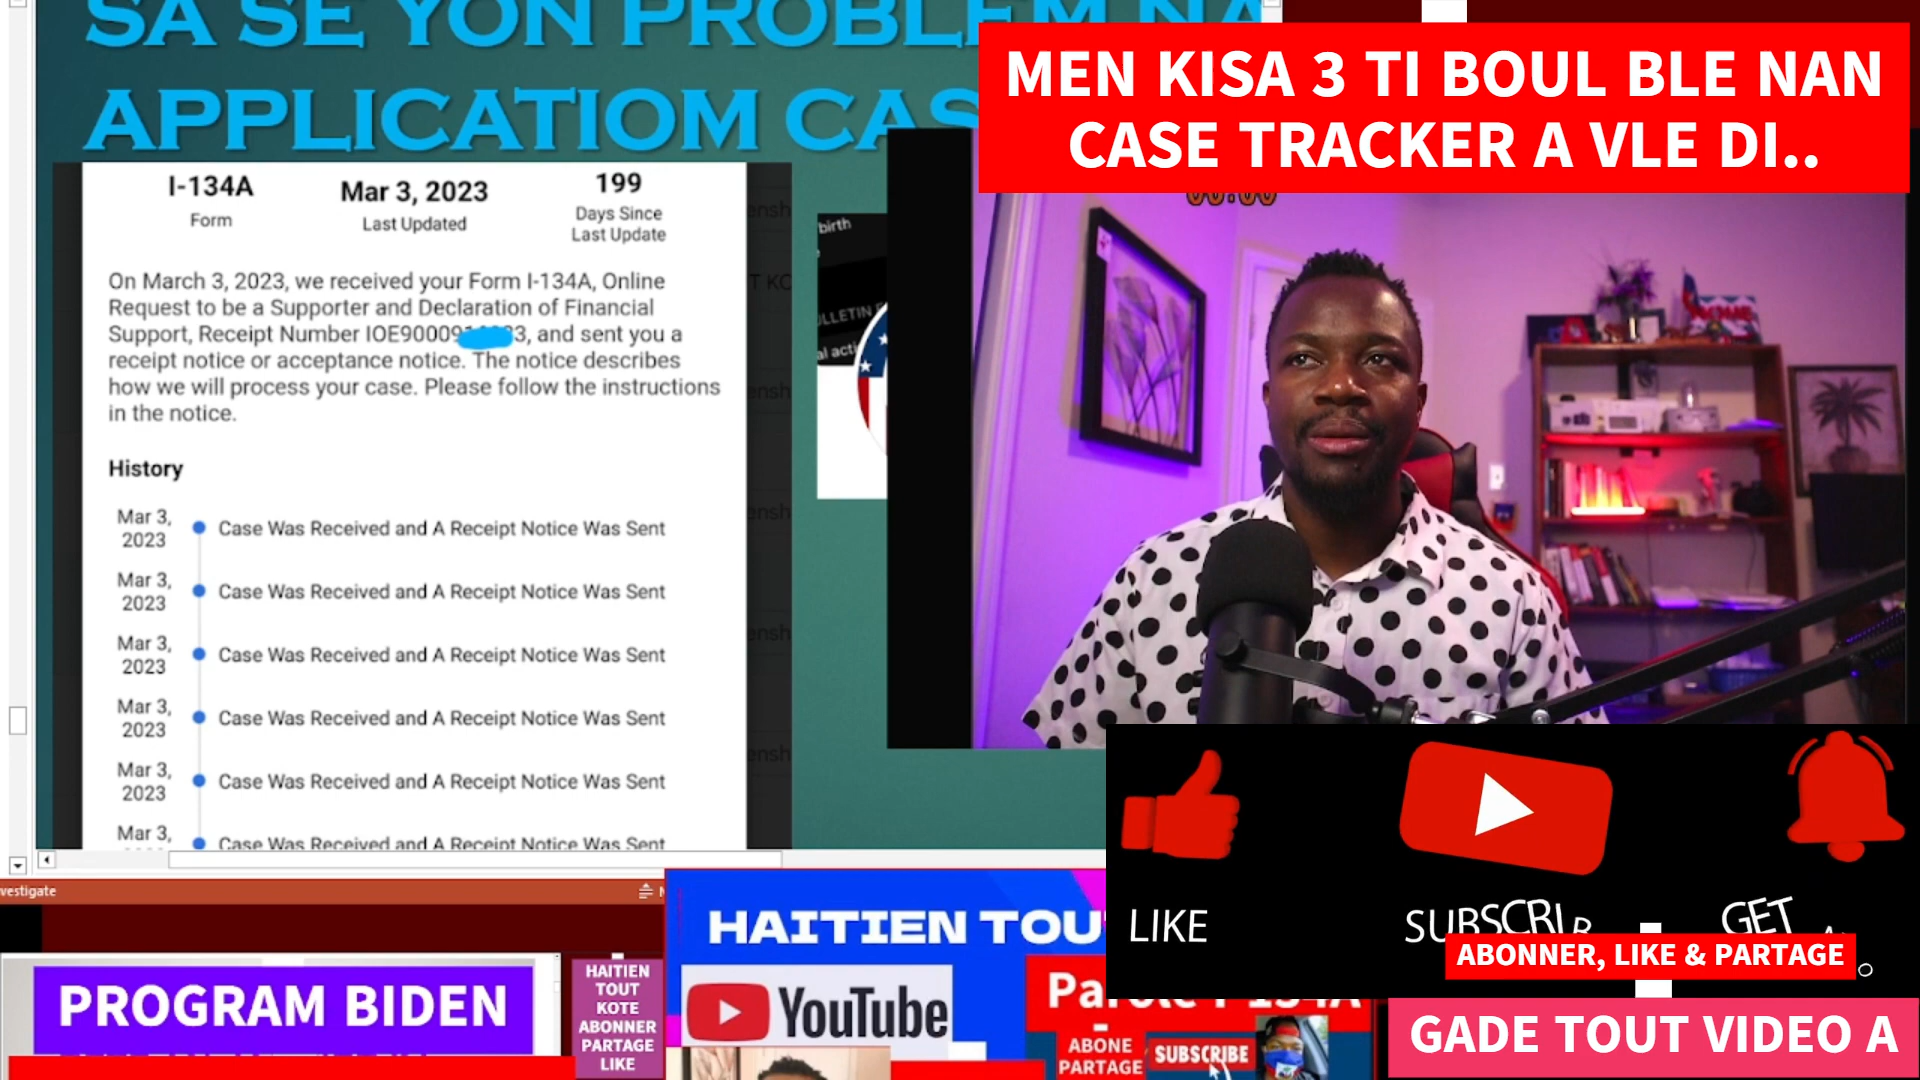 SA SE YON PROBLEM NA
APPLICATIOM CAS
MEN KISA 3 TI BOUL BLE NAN
CASE TRACKER A VLE DI..
I-134A
Form
Mar 3, 2023
Last Updated
199
Days Since
Last Update
On March 3, 2023, we received your Form I-134A, Online
Request to be a Supporter and Declaration of Financial
Support, Receipt Number IOE9000 3, and sent you a
receipt notice or acceptance notice. The notice describes
how we will process your case. Please follow the instructions
in the notice.
History
Mar 3,
2023
Case Was Received and A Receipt Notice Was Sent
Mar 3,
2023
Case Was Received and A Receipt Notice Was Sent
Mar 3,
2023
Case Was Received and A Receipt Notice Was Sent
Mar 3,
2023
Case Was Received and A Receipt Notice Was Sent
Mar 3,
2023
Case Was Received and A Receipt Notice Was Sent
Mar 3,
Case Was Received and A Receipt Notice Was Sent
birth
LIKE
GET
ABONNER, LIKE & PARTAGE
vestigate
PROGRAM BIDEN
HAITIEN
TOUT
KOTE
ABONNER
PARTAGE
LIKE
HAITIEN TOU
YouTube
ABONE
PARTAGE
SUBSCRIBE
GADE TOUT VIDEO A